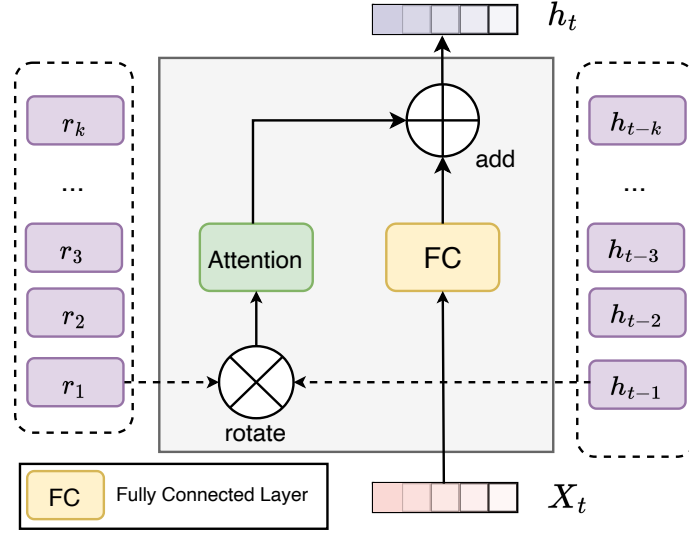 h_t
r_k
h_{t-k}
add
...
...
r_3
Attention
FC
h_{t-3}
r_2
h_{t-2}
r_1
h_{t-1}
rotate
FC Fully Connected Layer
X_t